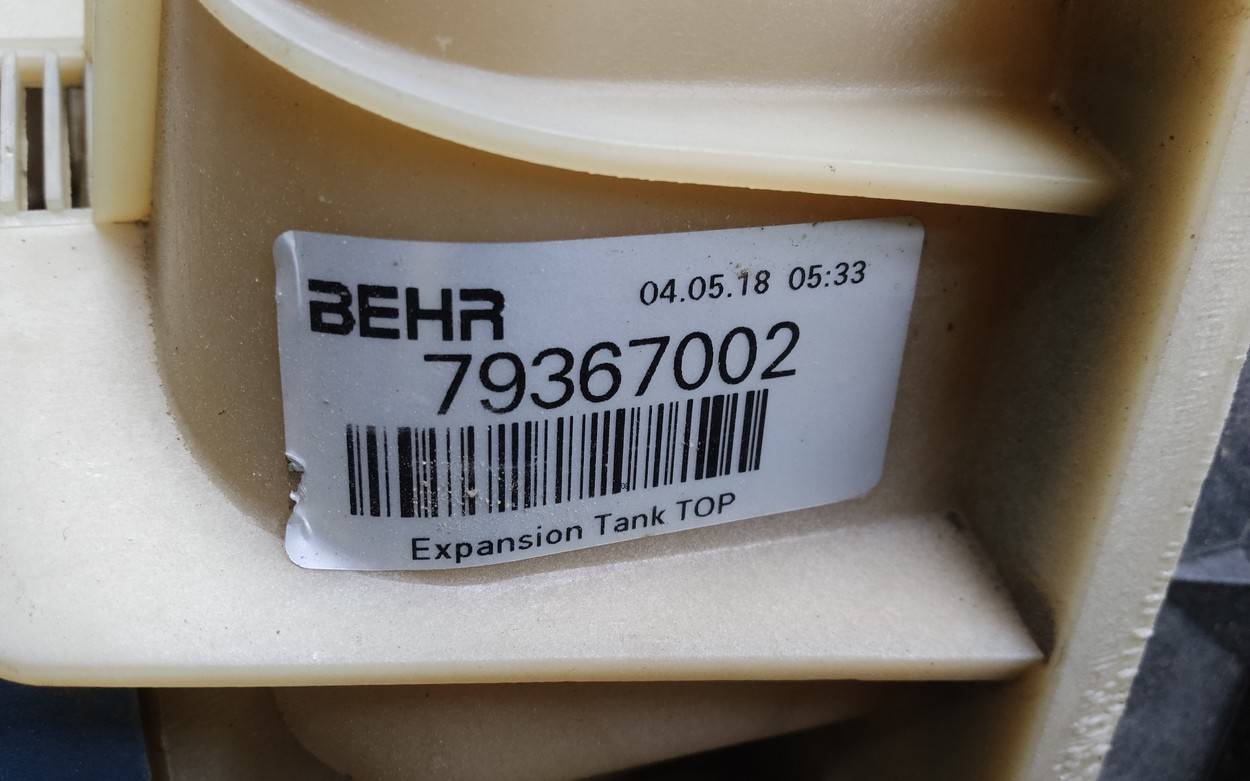 BEHR
04.05.18 05:33
79367002
Expansion Tank TOP